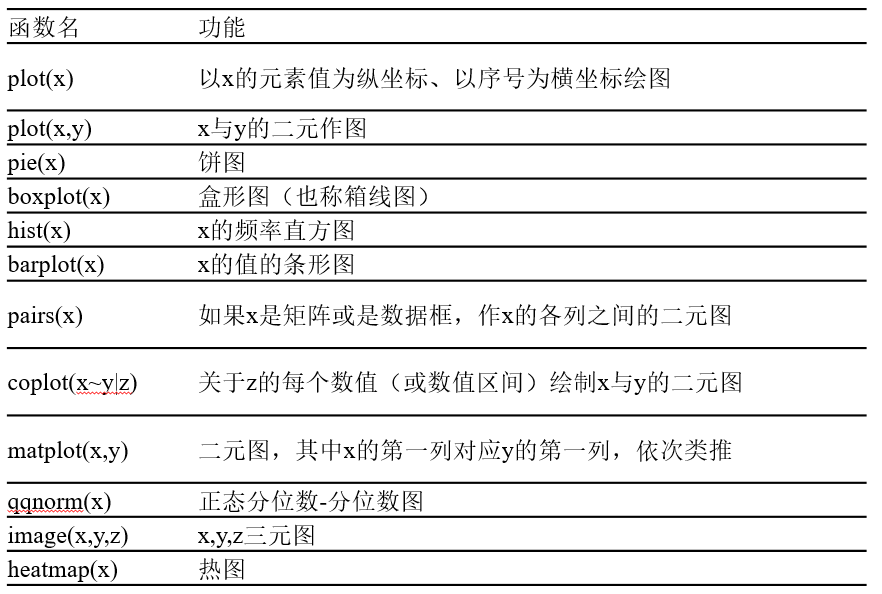 函数名 功能
plot(x) 以x的元素值为纵坐标、以序号为横坐标绘图
plot(x,y) x与y的二元作图
pie(x) 饼图
boxplot(x) 盒形图（也称箱线图）
hist(x) x的频率直方图
barplot(x) x的值的条形图
pairs(x) 如果x是矩阵或是数据框，作x的各列之间的二元图
coplot(x~y|z) 关于z的每个数值（或数值区间）绘制x与y的二元图
matplot(x,y) 二元图，其中x的第一列对应y的第一列，依次类推
qqnorm(x) 正态分位数-分位数图
image(x,y,z) x,y,z三元图
heatmap(x) 热图